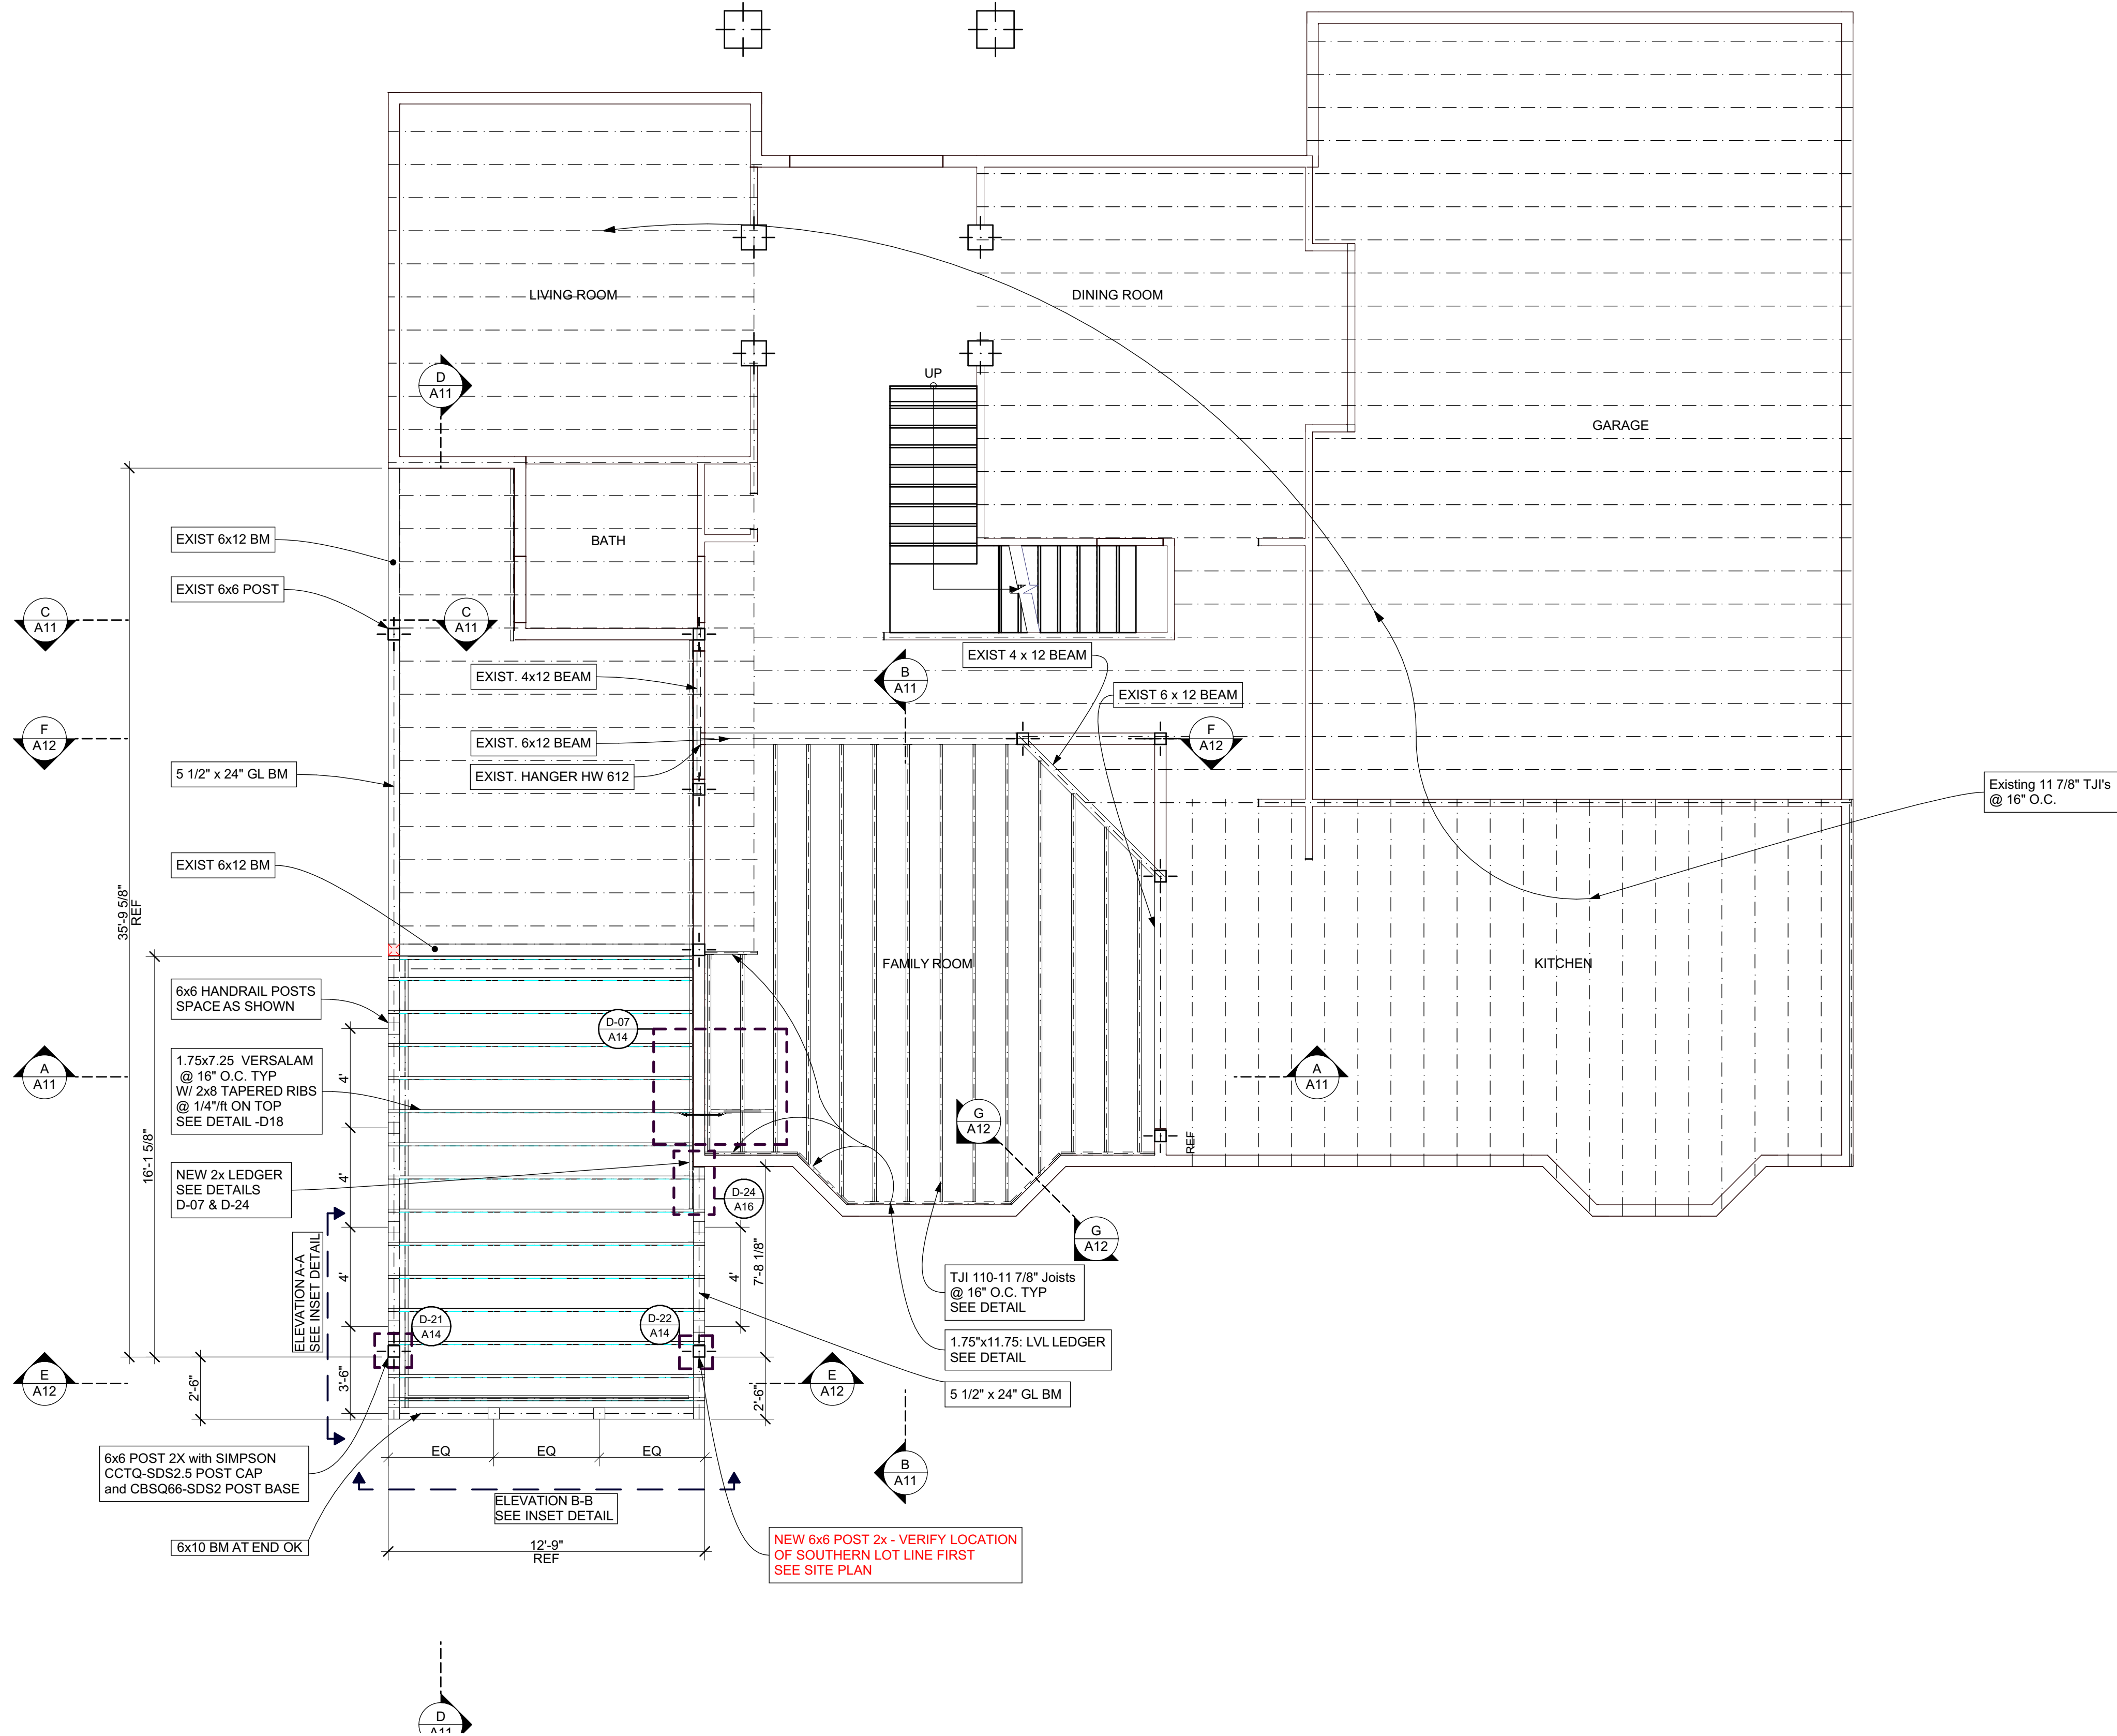 LIVING ROOM
DINING ROOM
D
A11
UP
GARAGE
EXIST 6x12 BM
BATH
EXIST 6x6 POST
C
A11
C
A11
EXIST 4 x 12 BEAM
EXIST. 4x12 BEAM
B
A11
EXIST 6 x 12 BEAM
F
A12
EXIST. 6x12 BEAM
F
A12
5 1/2" x 24" GL BM
EXIST. HANGER HW 612
Existing 11 7/8" TJI's
@ 16" O.C.
EXIST 6x12 BM
35'-9 5/8"
REF
FAMILY ROOM
KITCHEN
6x6 HANDRAIL POSTS
SPACE AS SHOWN
D-07
A14
1.75x7.25 VERSALAM
@ 16" O.C. TYP
W/ 2x8 TAPERED RIBS
@ 1/4"/ft ON TOP
SEE DETAIL -D18
A
A11
4'
A
A11
G
A12
REF
16'-1 5/8"
NEW 2x LEDGER
SEE DETAILS
D-07 & D-24
4'
D-24
A16
G
A12
ELEVATION A-A
SEE INSET DETAIL
4'
4'
7'-8 1/8"
TJI 110-11 7/8" Joists
@ 16" O.C. TYP
SEE DETAIL
D-21
A14
D-22
A14
1.75"x11.75: LVL LEDGER
SEE DETAIL
E
A12
2'-6"
3'-6"
2'-6"
E
A12
5 1/2" x 24" GL BM
EQ
EQ
EQ
6x6 POST 2X with SIMPSON
CCTQ-SDS2.5 POST CAP
and CBSQ66-SDS2 POST BASE
B
A11
ELEVATION B-B
SEE INSET DETAIL
6x10 BM AT END OK
12'-9"
REF
NEW 6x6 POST 2x - VERIFY LOCATION
OF SOUTHERN LOT LINE FIRST
SEE SITE PLAN
D
A11